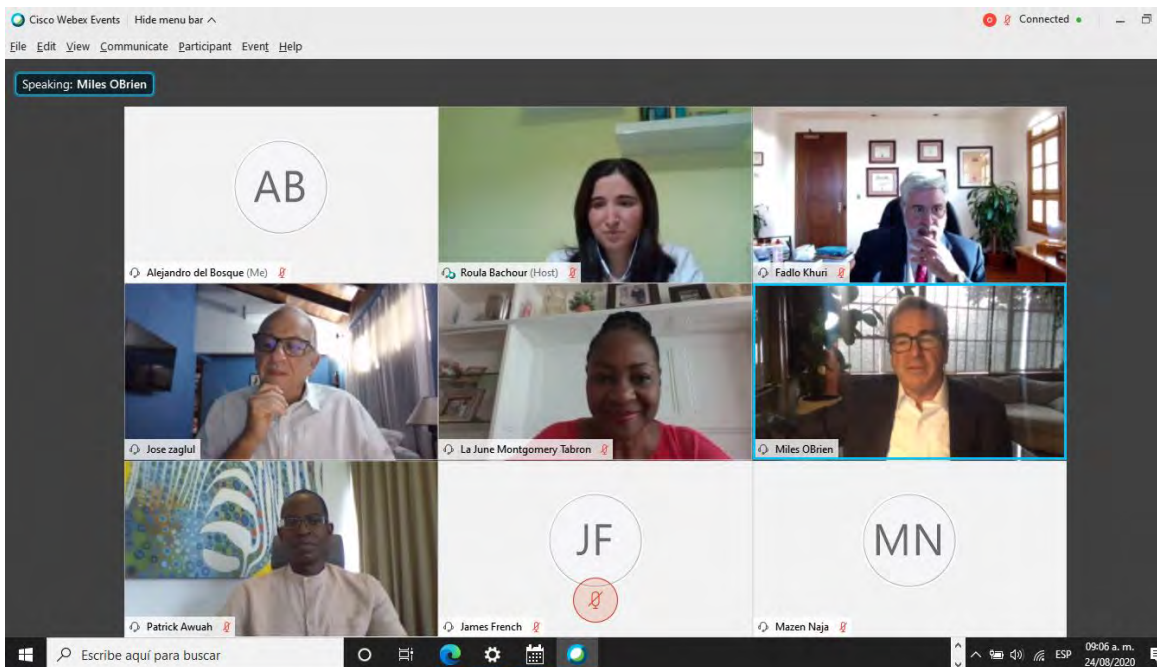 Cisco Webex Events Hide menu bar
Connected
File Edit View Communicate Participant Event Help
Speaking: Miles OBrien
AB
Alejandro del Bosque (Me)
Roula Bachour (Host)
Fadlo Khuri
Jose zaglul
La June Montgomery Tabron
Miles OBrien
JF
MN
Patrick Awuah
James French
Mazen Naja
Escribe aquí para buscar
ESP
09:06 a. m.
24/08/2020